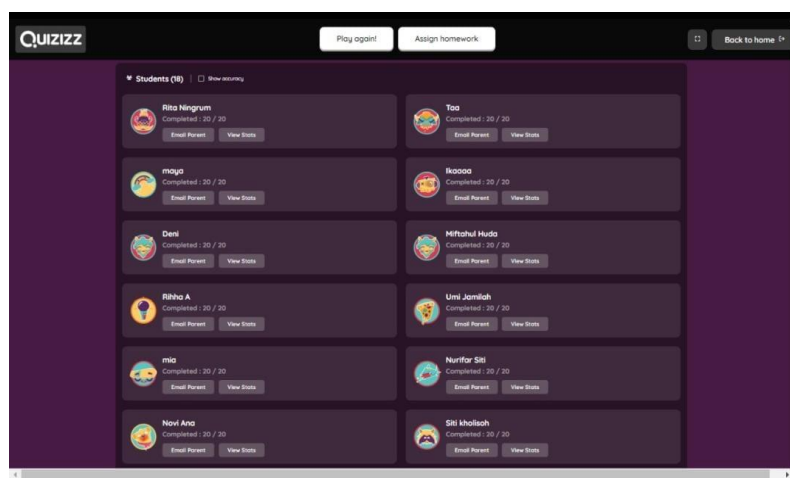 Quizizz
Play again!
Assign homework
Back to home
Students (18)
Show accuracy
Rita Ningrum
Completed : 20 / 20
Email Parent View Stats
Taa
Completed : 20 / 20
Email Parent View Stats
maya
Completed : 20 / 20
Email Parent View Stats
Ikaaaa
Completed : 20 / 20
Email Parent View Stats
Deni
Completed : 20 / 20
Email Parent View Stats
Miftahul Huda
Completed : 20 / 20
Email Parent View Stats
Rihha A
Completed : 20 / 20
Email Parent View Stats
Umi Jamilah
Completed : 20 / 20
Email Parent View Stats
mia
Completed : 20 / 20
Email Parent View Stats
Nurifar Siti
Completed : 20 / 20
Email Parent View Stats
Novi Ana
Completed : 20 / 20
Email Parent View Stats
Siti kholisoh
Completed : 20 / 20
Email Parent View Stats